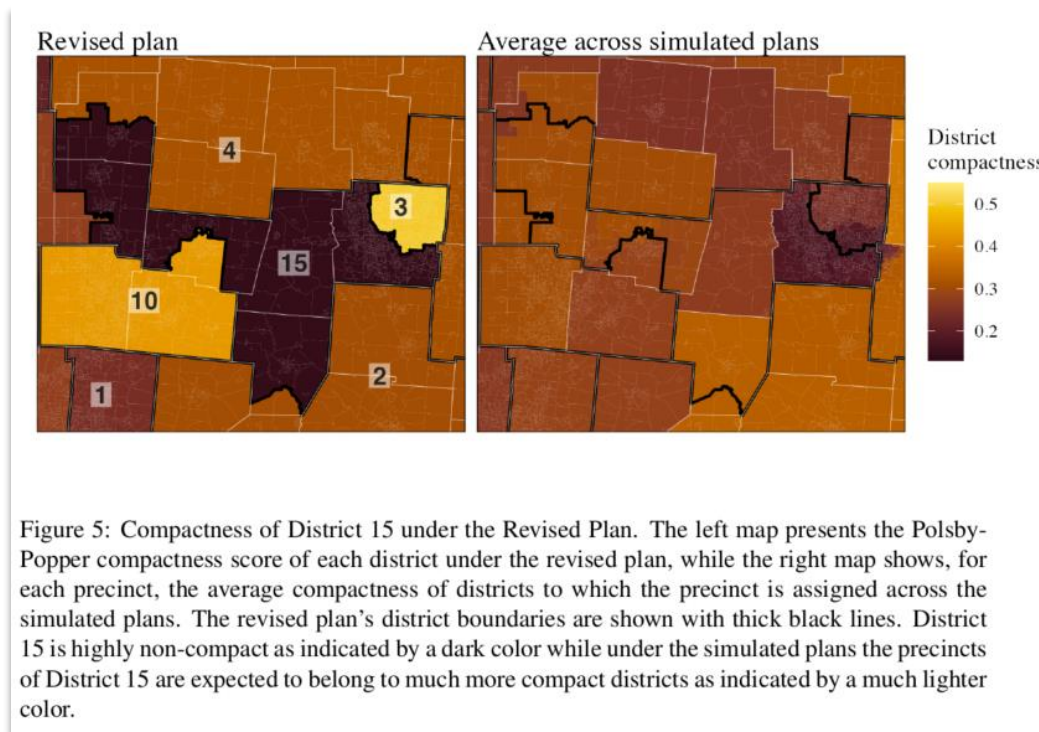 Revised plan
Average across simulated plans
4
3
15
10
2
1
District
compactness
0.5
0.4
0.3
0.2
Figure 5: Compactness of District 15 under the Revised Plan. The left map presents the Polsby-
Popper compactness score of each district under the revised plan, while the right map shows, for
each precinct, the average compactness of districts to which the precinct is assigned across the
simulated plans. The revised plan’s district boundaries are shown with thick black lines. District
15 is highly non-compact as indicated by a dark color while under the simulated plans the precincts
of District 15 are expected to belong to much more compact districts as indicated by a much lighter
color.